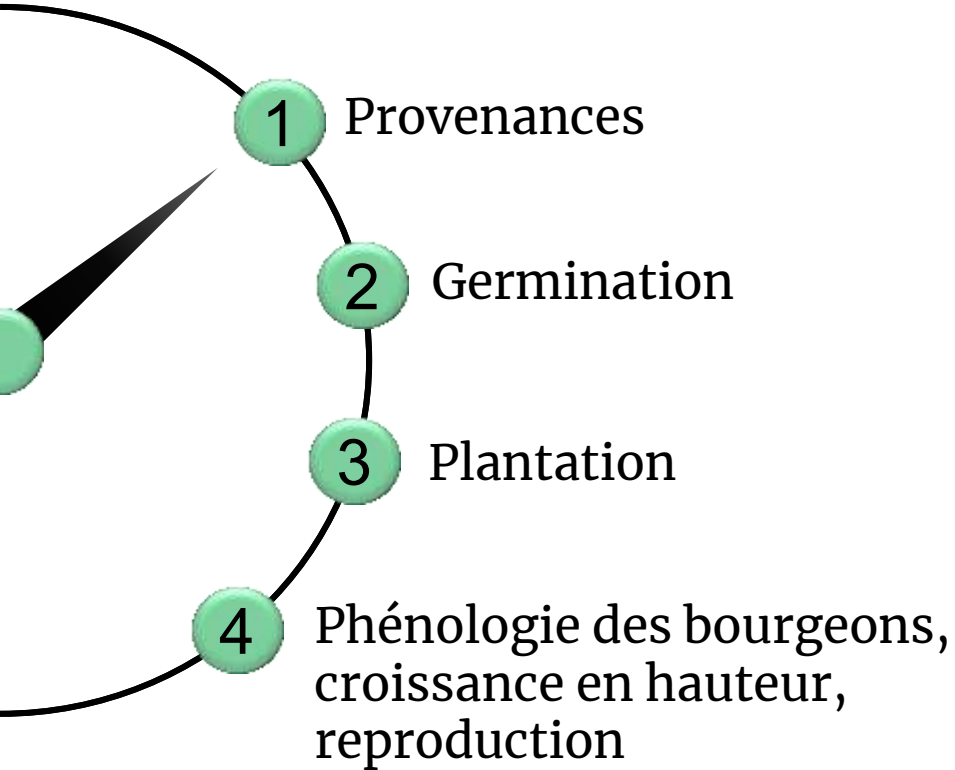 1 Provenances
2 Germination
3 Plantation
4 Phénologie des bourgeons,
croissance en hauteur,
reproduction